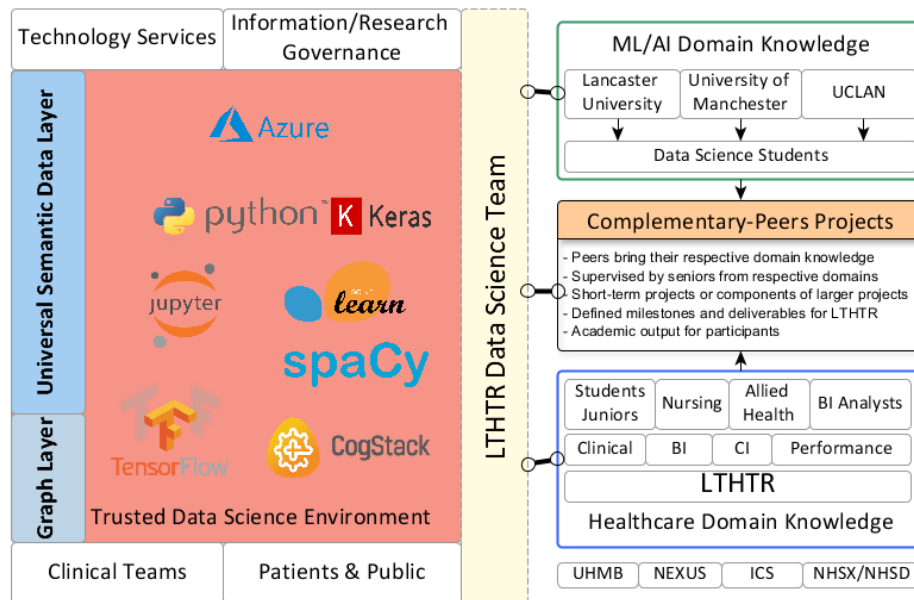 Technology Services
Information/Research
Governance
Universal Semantic Data Layer
Graph Layer
Azure
python™
K Keras
jupyter
learn
spaCy
TensorFlow
CogStack
Trusted Data Science Environment
Clinical Teams
Patients & Public
LTHTR Data Science Team
ML/AI Domain Knowledge
Lancaster
University
University of
Manchester
UCLAN
Data Science Students
Complementary-Peers Projects
- Peers bring their respective domain knowledge
- Supervised by seniors from respective domains
- Short-term projects or components of larger projects
- Defined milestones and deliverables for LTHTR
- Academic output for participants
Students
Juniors
Nursing
Allied
Health
BI Analysts
Clinical
BI
CI
Performance
LTHTR
Healthcare Domain Knowledge
UHMB
NEXUS
ICS
NHSX/NHSD